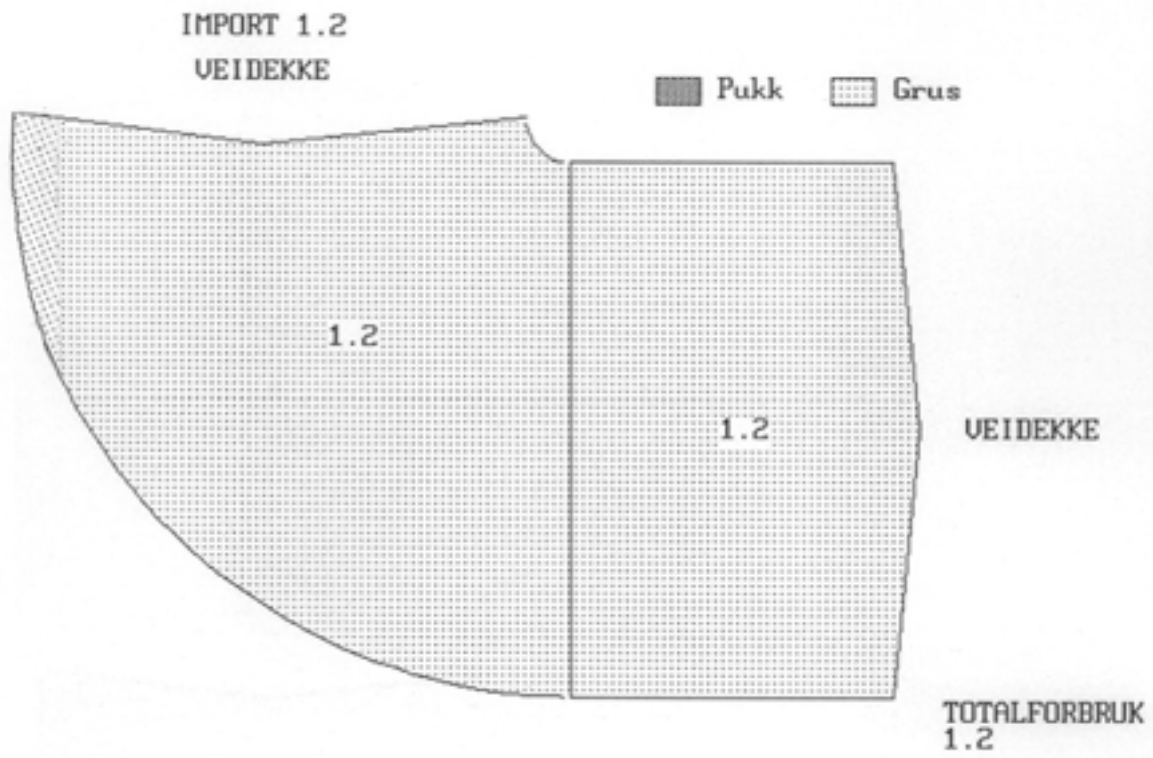 IMPORT 1.2
VEIDEKKE
Pukk Grus
1.2
1.2 VEIDEKKE
TOTALFORBRUK
1.2